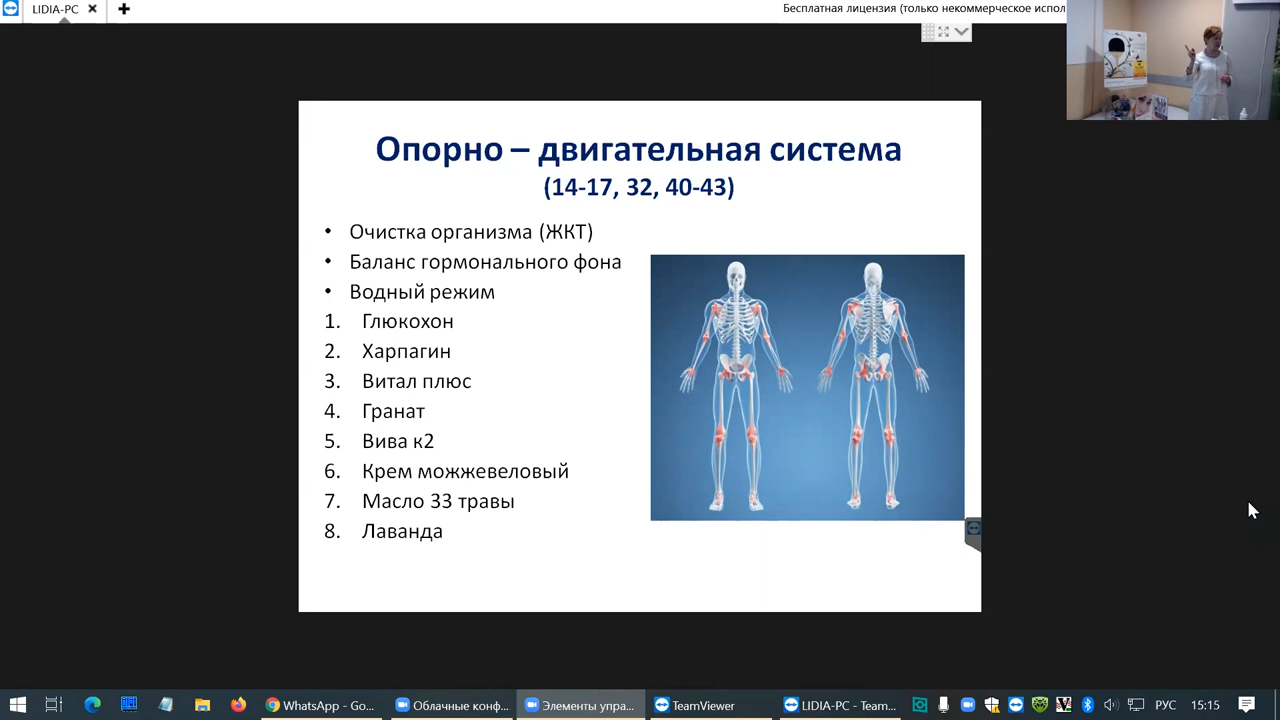 LIDIA-PC
Бесплатная лицензия (только некоммерческое испол
Опорно – двигательная система
(14-17, 32, 40-43)
• Очистка организма (ЖКТ)
• Баланс гормонального фона
• Водный режим
1. Глюкохон
2. Харпагин
3. Витал плюс
4. Гранат
5. Вива к2
6. Крем можжевеловый
7. Масло 33 травы
8. Лаванда
WhatsApp - Go...
Облачные конф...
Элементы упра...
TeamViewer
LIDIA-PC - Team...
РУС
15:15